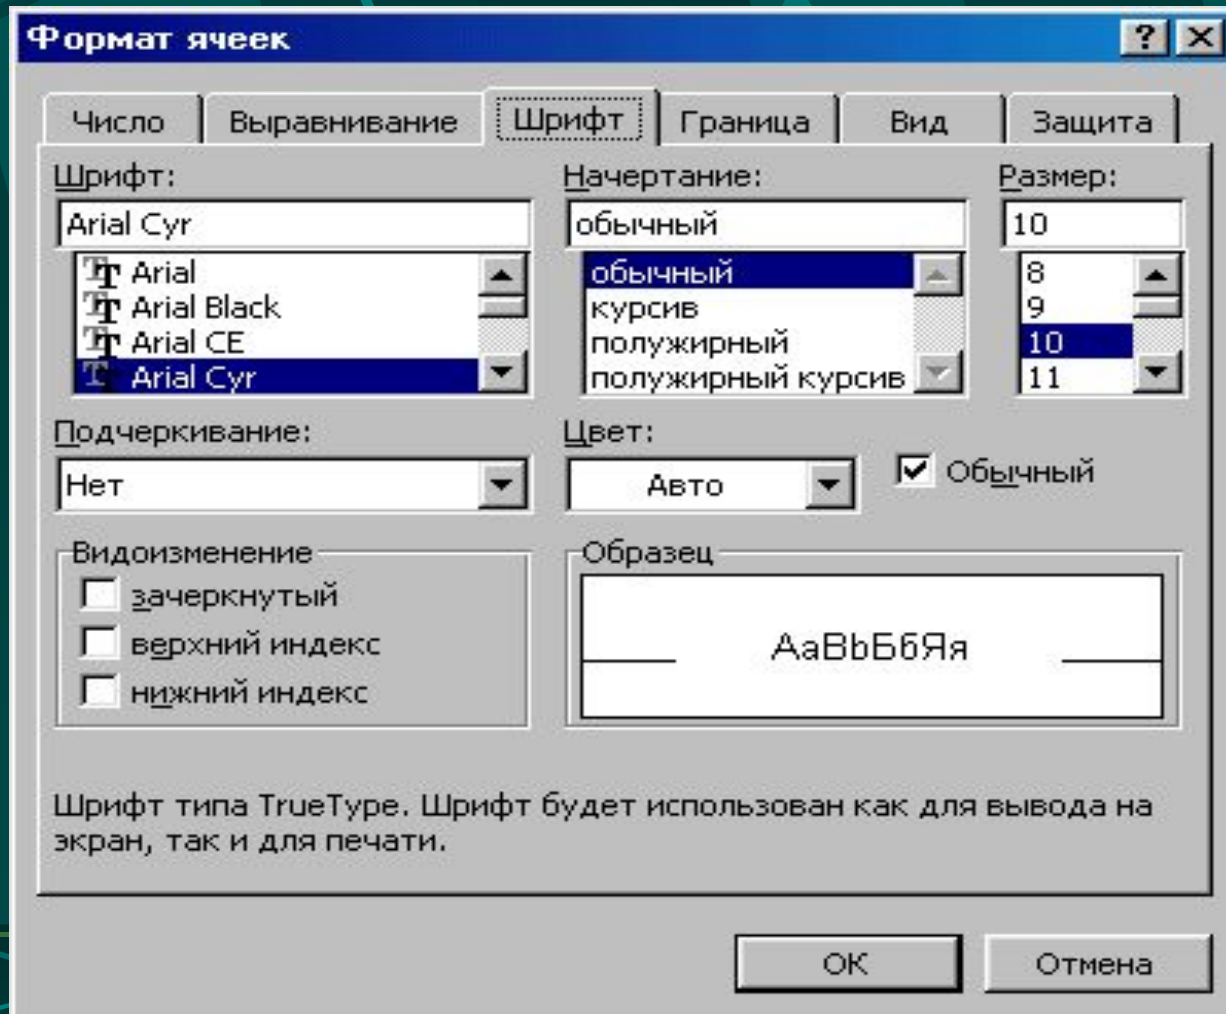 Формат ячеек
Число Выравнивание Шрифт Граница Вид Защита
Шрифт: Начертание: Размер:
Arial Cyr обычный 10
Arial обычный 8
Arial Black курсив 9
Arial CE полужирный 10
Arial Cyr полужирный курсив 11
Подчеркивание: Цвет:
Нет Авто Обычный
Видоизменение Образец
зачеркнутый
верхний индекс АаВbБбЯя
нижний индекс
Шрифт типа TrueType. Шрифт будет использован как для вывода на
экран, так и для печати.
ОК Отмена